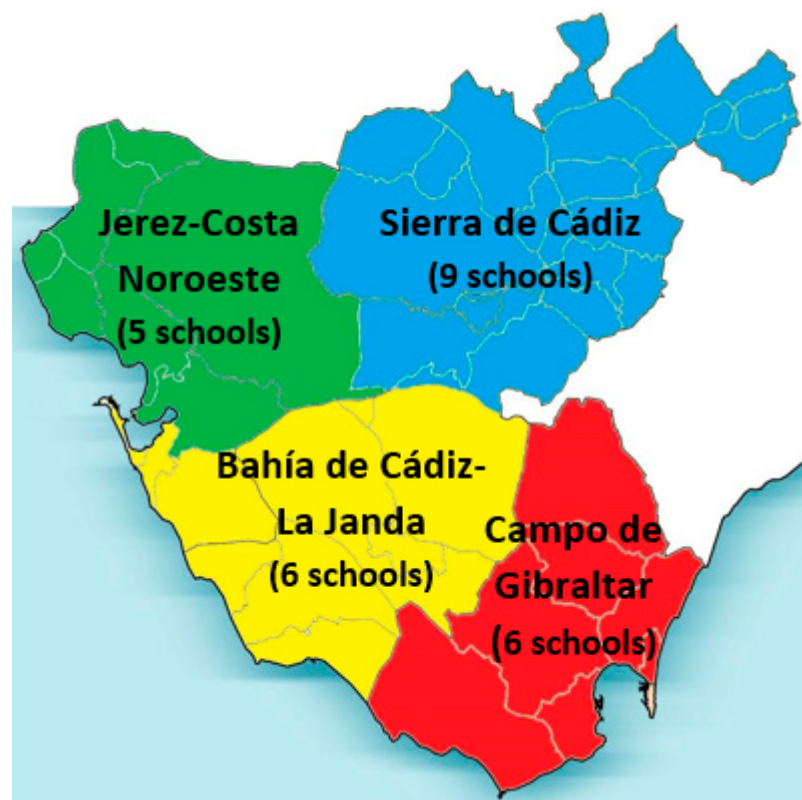 Jerez-Costa
Noroeste
(5 schools)
Sierra de Cádiz
(9 schools)
Bahía de Cádiz-
La Janda
(6 schools)
Campo de
Gibraltar
(6 schools)